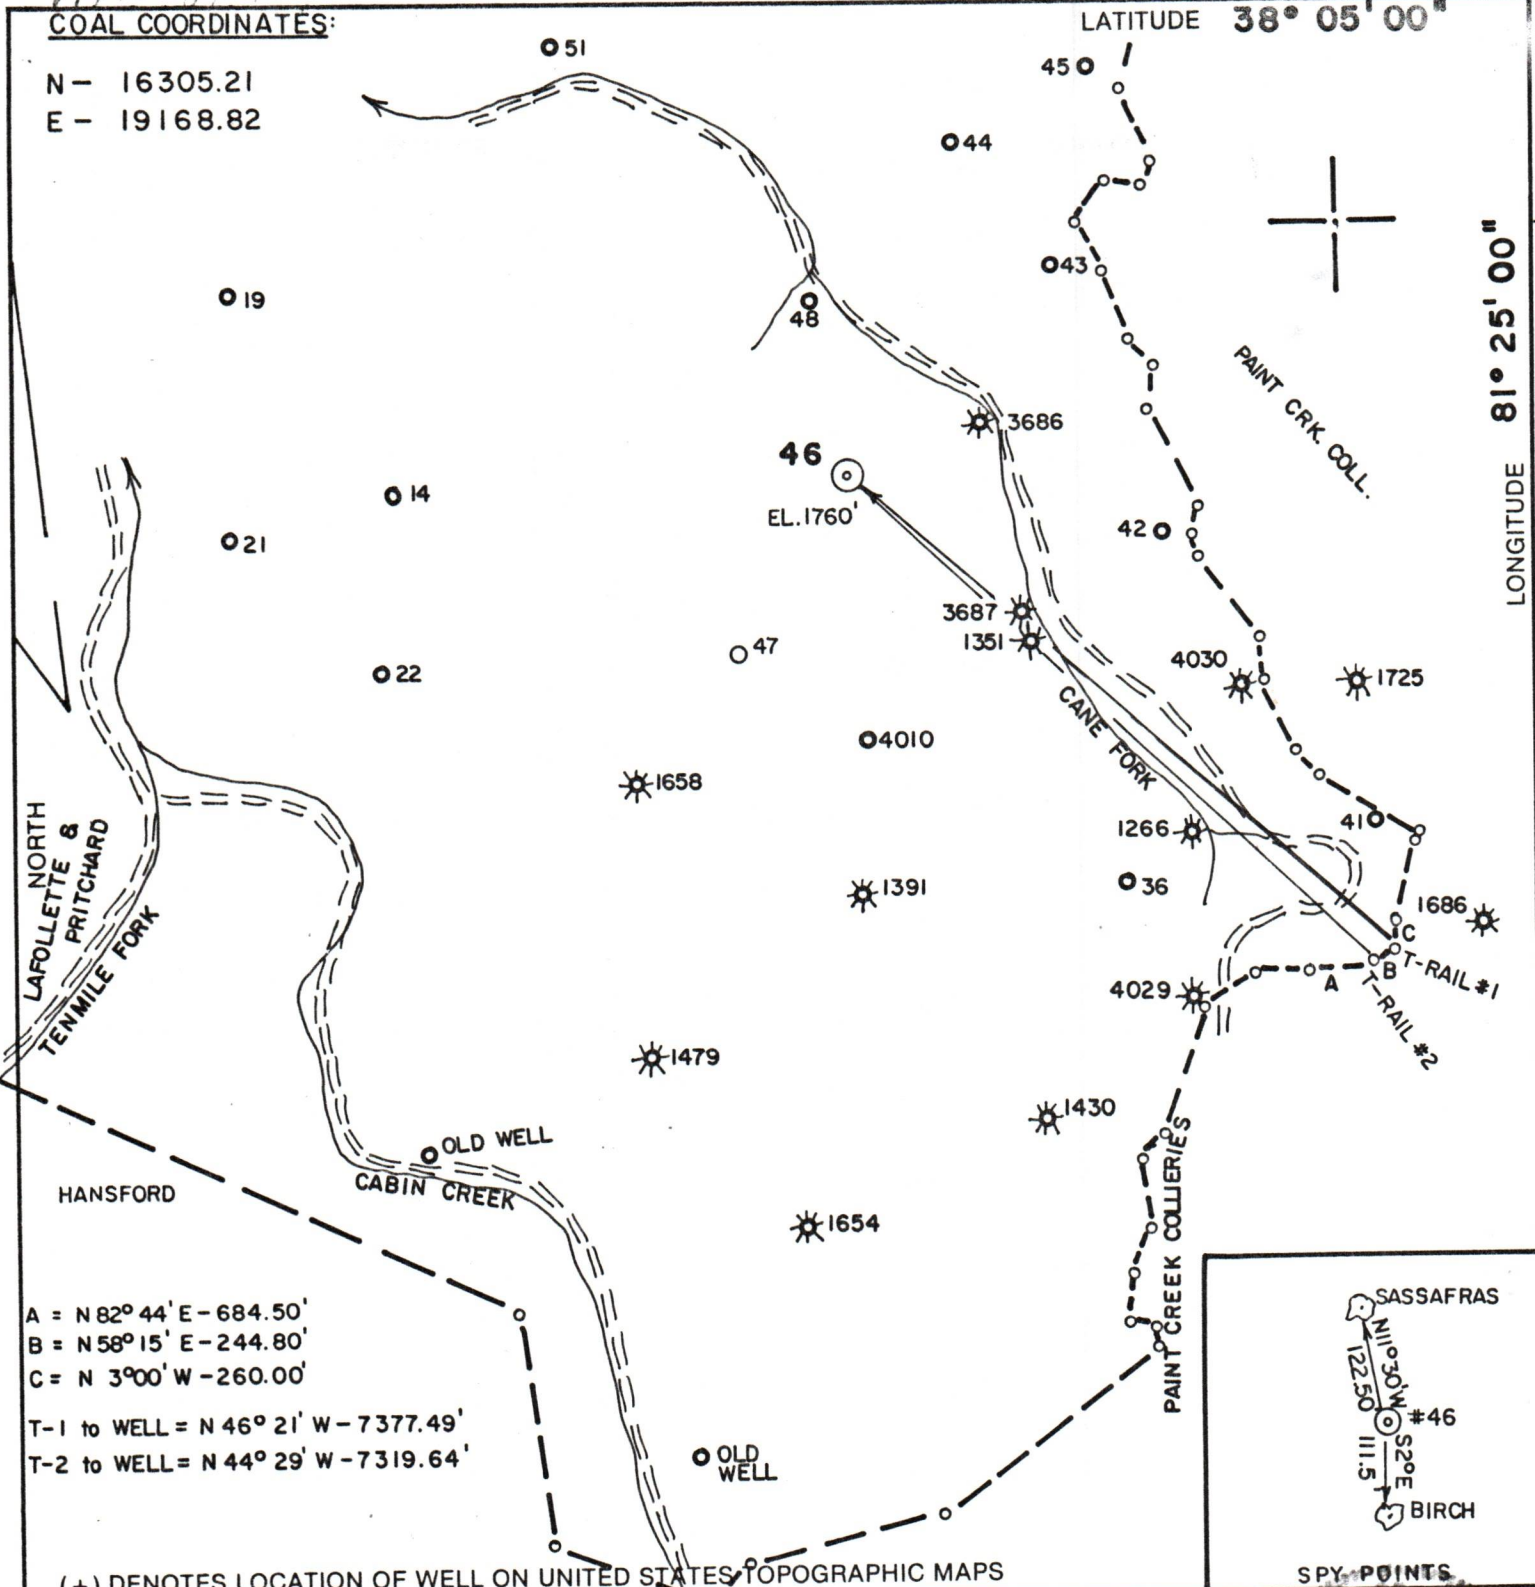 COAL COORDINATES:
N- 16305.21
E- 19168.82
LATITUDE 38° 05' 00"
81° 25' 00"
LONGITUDE
51
45
44
43
19
48
PAINT CRK. COLL.
3686
46
EL. 1760'
14
21
42
3687
1351
47
22
4030
1725
CANE FORK
4010
1658
41
1266
NORTH
LAFOLLETTE &
PRITCHARD
TENMILE FORK
1391
36
1686
C
B
A
T-RAIL #1
T-RAIL #2
4029
1479
1430
OLD WELL
CABIN CREEK
HANSFORD
1654
PAINT CREEK COLLIERIES
A = N 82° 44' E - 684.50'
B = N 58° 15' E - 244.80'
C = N 3°00' W - 260.00'
T-1 to WELL = N 46° 21' W - 7377.49'
T-2 to WELL = N 44° 29' W - 7319.64'
OLD
WELL
SASSAFRAS
N11°30'W
122.50
#46
S2°E
111.5
BIRCH
SPY POINTS
(+) DENOTES LOCATION OF WELL ON UNITED STATES TOPOGRAPHIC MAPS